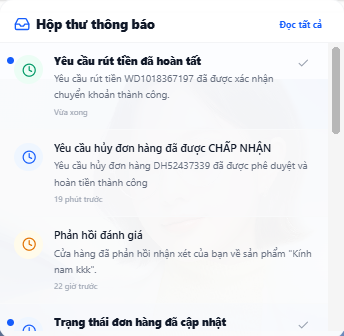 Hộp thư thông báo
Đọc tất cả
Yêu cầu rút tiền đã hoàn tất
Yêu cầu rút tiền WD1018367197 đã được xác nhận
chuyển khoản thành công.
Vừa xong
Yêu cầu hủy đơn hàng đã được CHẤP NHẬN
Yêu cầu hủy đơn hàng DH52437339 đã được phê duyệt và
hoàn tiền thành công
19 phút trước
Phản hồi đánh giá
Cửa hàng đã phản hồi nhận xét của bạn về sản phẩm "Kính
nam kkk".
22 giờ trước
Trạng thái đơn hàng đã cập nhật